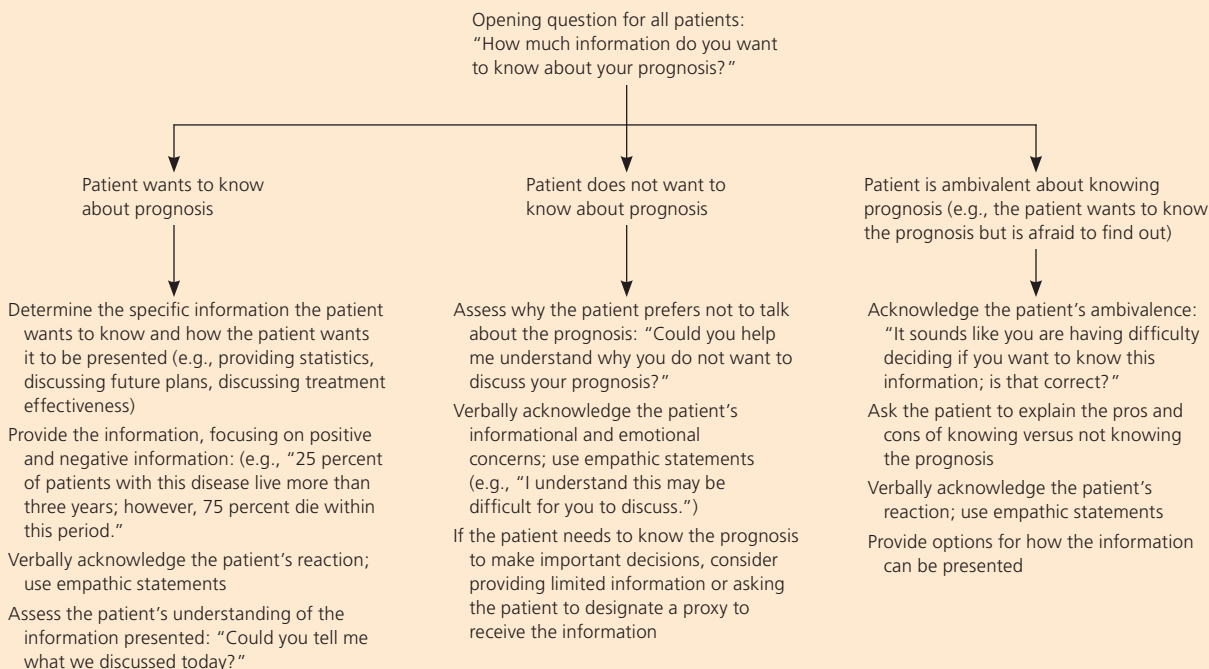 Opening question for all patients:
“How much information do you want
to know about your prognosis?”
Patient wants to know
about prognosis
Determine the specific information the patient
wants to know and how the patient wants
it to be presented (e.g., providing statistics,
discussing future plans, discussing treatment
effectiveness)
Provide the information, focusing on positive
and negative information: (e.g., “25 percent
of patients with this disease live more than
three years; however, 75 percent die within
this period.”
Verbally acknowledge the patient’s reaction;
use empathic statements
Assess the patient’s understanding of the
information presented: “Could you tell me
what we discussed today?”
Patient does not want to
know about prognosis
Assess why the patient prefers not to talk
about the prognosis: “Could you help
me understand why you do not want to
discuss your prognosis?”
Verbally acknowledge the patient’s
informational and emotional
concerns; use empathic statements
(e.g., “I understand this may be
difficult for you to discuss.”)
If the patient needs to know the prognosis
to make important decisions, consider
providing limited information or asking
the patient to designate a proxy to
receive the information
Patient is ambivalent about knowing
prognosis (e.g., the patient wants to know
the prognosis but is afraid to find out)
Acknowledge the patient’s ambivalence:
“It sounds like you are having difficulty
deciding if you want to know this
information; is that correct?”
Ask the patient to explain the pros and
cons of knowing versus not knowing
the prognosis
Verbally acknowledge the patient’s
reaction; use empathic statements
Provide options for how the information
can be presented